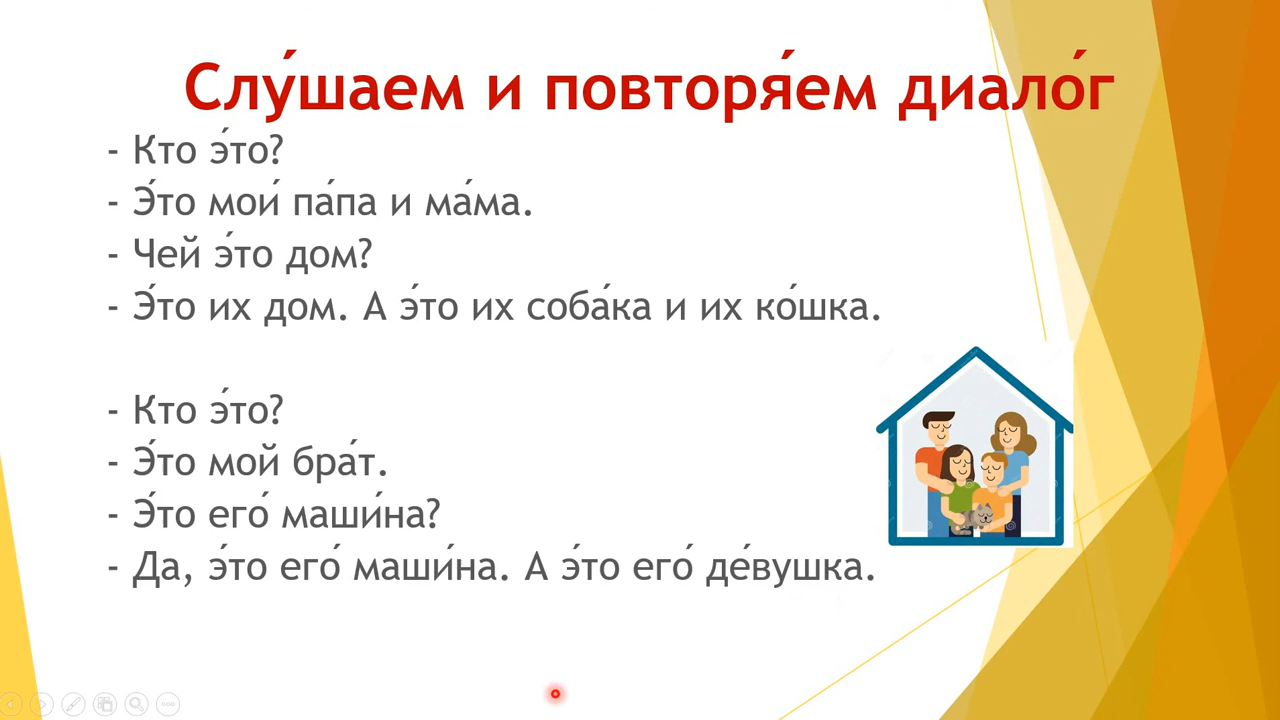 Слу́шаем и повторя́ем диало́г
- Кто э́то?
- Э́то мои́ па́па и ма́ма.
- Чей э́то дом?
- Э́то их дом. А э́то их соба́ка и их ко́шка.
- Кто э́то?
- Э́то мой бра́т.
- Э́то его́ маши́на?
- Да, э́то его́ маши́на. А э́то его́ де́вушка.